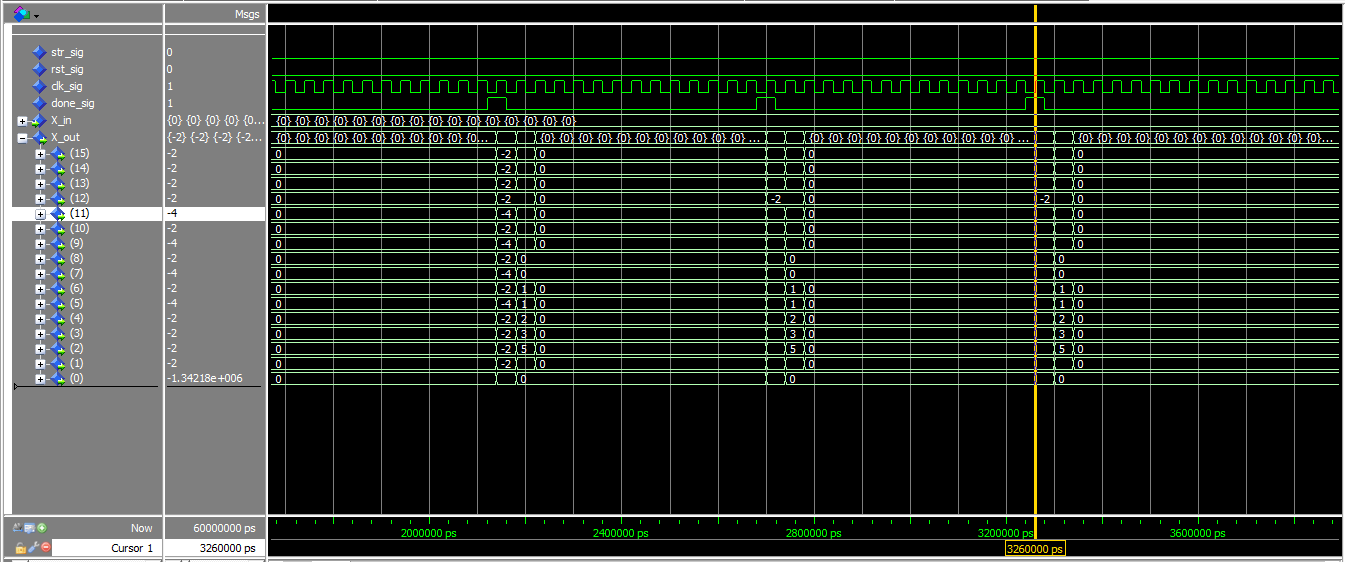 Msgs
str_sig 0
rst_sig 0
clk_sig 1
done_sig 1
X_in {0} {0} {0} {0} {0... {0} {0} {0} {0} {0} {0} {0} {0} {0} {0} {0} {0} {0} {0} {0} {0}
X_out {-2} {-2} {-2} {-2... {0} {0} {0} {0} {0} {0} {0} {0} {0} {0} {0... {0} {0} {0} {0} {0} {0} {0} {0} {0} {0} {0} ... {0} {0} {0} {0} {0} {0} {0} {0} {0} {0} {0} {0}... {0} {0} {0} {0} {0} {0} {0} {0} {0} {0} {0} {0} {0}...
(15) -2 0 -2 0 0 0
(14) -2 0 -2 0 0 0
(13) -2 0 -2 0 0 0
(12) -2 0 -2 0 -2 0 -2 0
(11) -4 0 -4 0 0 0
(10) -2 0 -2 0 0 0
(9) -4 0 -4 0 0 0
(8) -2 0 -2 0 0 0
(7) -4 0 -4 0 0 0
(6) -2 0 -2 1 0 1 0 1 0
(5) -4 0 -4 1 0 1 0 1 0
(4) -2 0 -2 2 0 2 0 2 0
(3) -2 0 -2 3 0 3 0 3 0
(2) -2 0 -2 5 0 5 0 5 0
(1) -2 0 -2 0 0 0
(0) -1.34218e+006 0 0 0 0
Now 60000000 ps 2000000 ps 2400000 ps 2800000 ps 3200000 ps 3600000 ps
Cursor 1 3260000 ps 3260000 ps